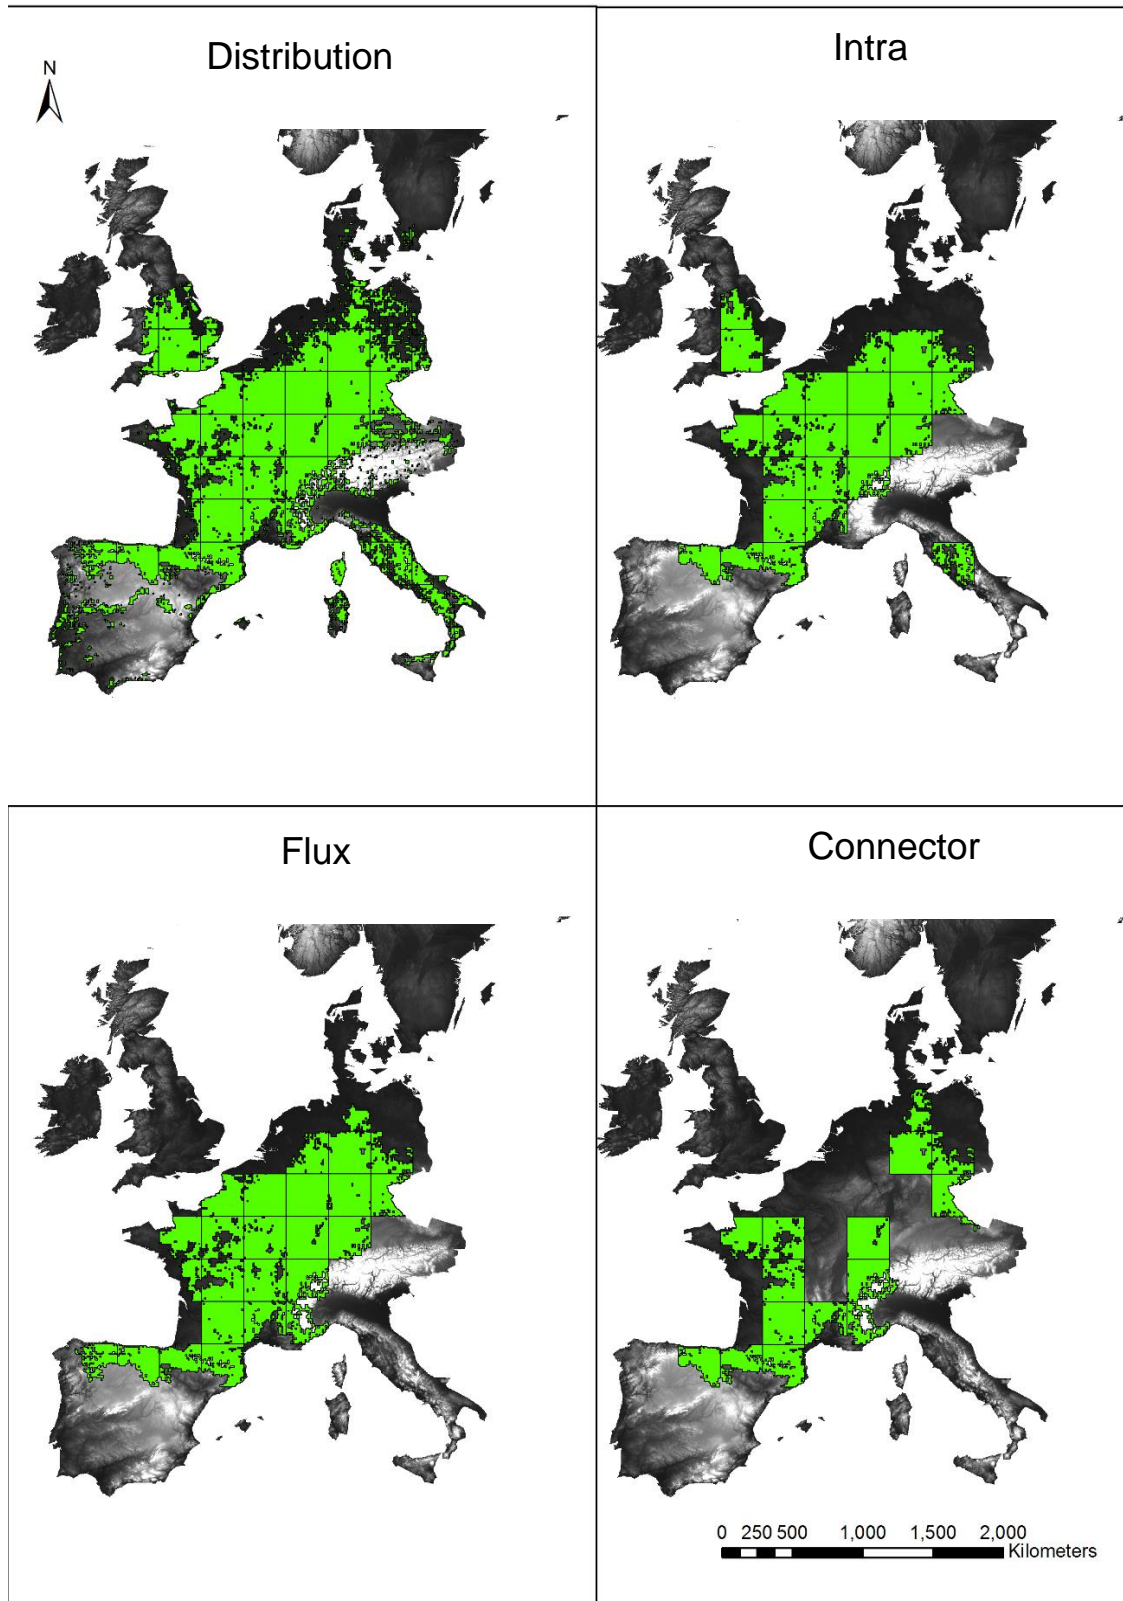 Distribution
Intra
N
Flux
Connector
0 250 500 1,000 1,500 2,000
Kilometers